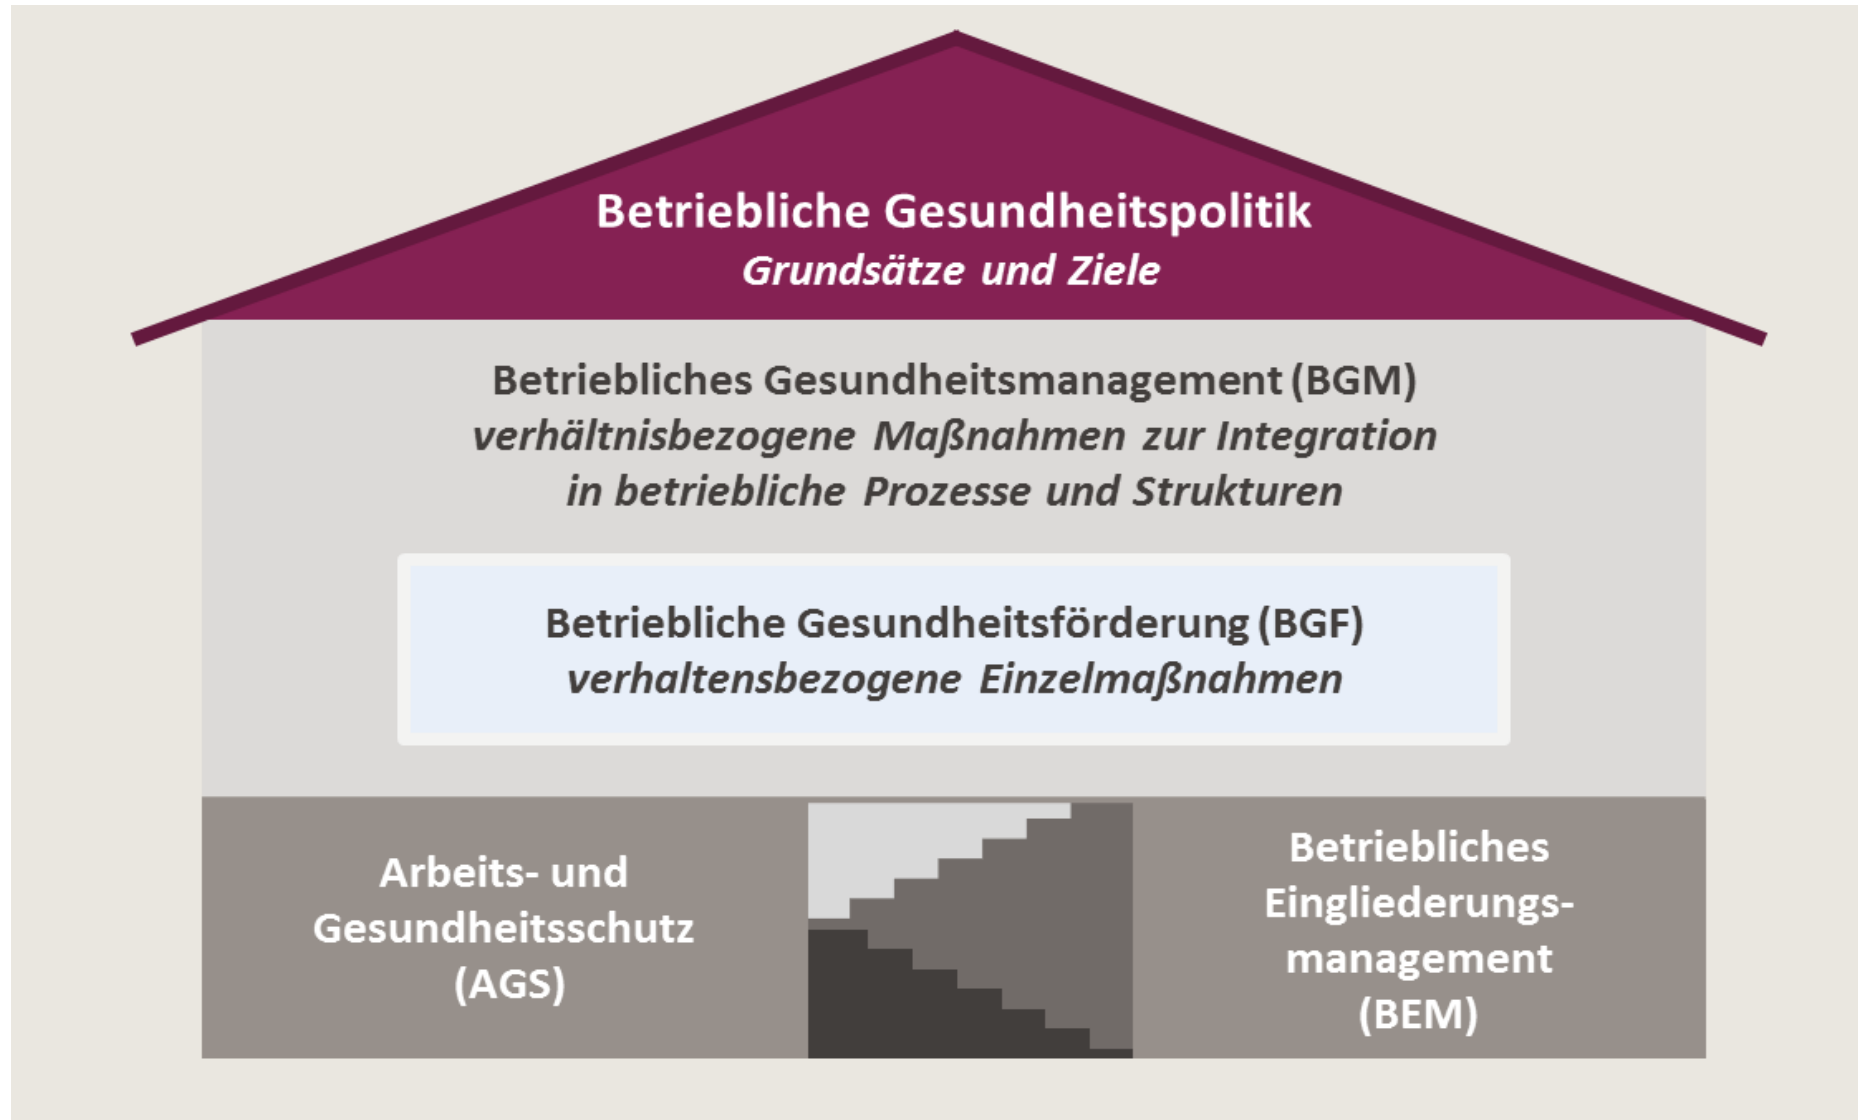 Betriebliche Gesundheitspolitik
Grundsätze und Ziele
Betriebliches Gesundheitsmanagement (BGM)
verhältnisbezogene Maßnahmen zur Integration
in betriebliche Prozesse und Strukturen
Betriebliche Gesundheitsförderung (BGF)
verhaltensbezogene Einzelmaßnahmen
Arbeits- und
Gesundheitsschutz
(AGS)
Betriebliches
Eingliederungs-
management
(BEM)